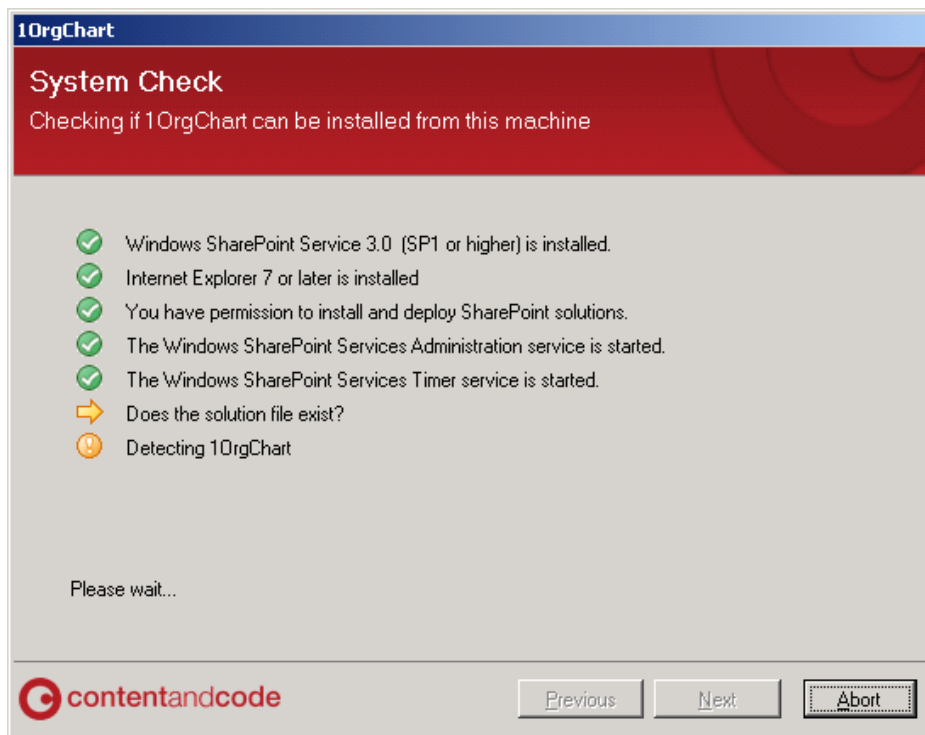 1OrgChart
System Check
Checking if 1OrgChart can be installed from this machine
Windows SharePoint Service 3.0 (SP1 or higher) is installed.
Internet Explorer 7 or later is installed
You have permission to install and deploy SharePoint solutions.
The Windows SharePoint Services Administration service is started.
The Windows SharePoint Services Timer service is started.
Does the solution file exist?
Detecting 1OrgChart
Please wait...
contentandcode
Previous
Next
Abort